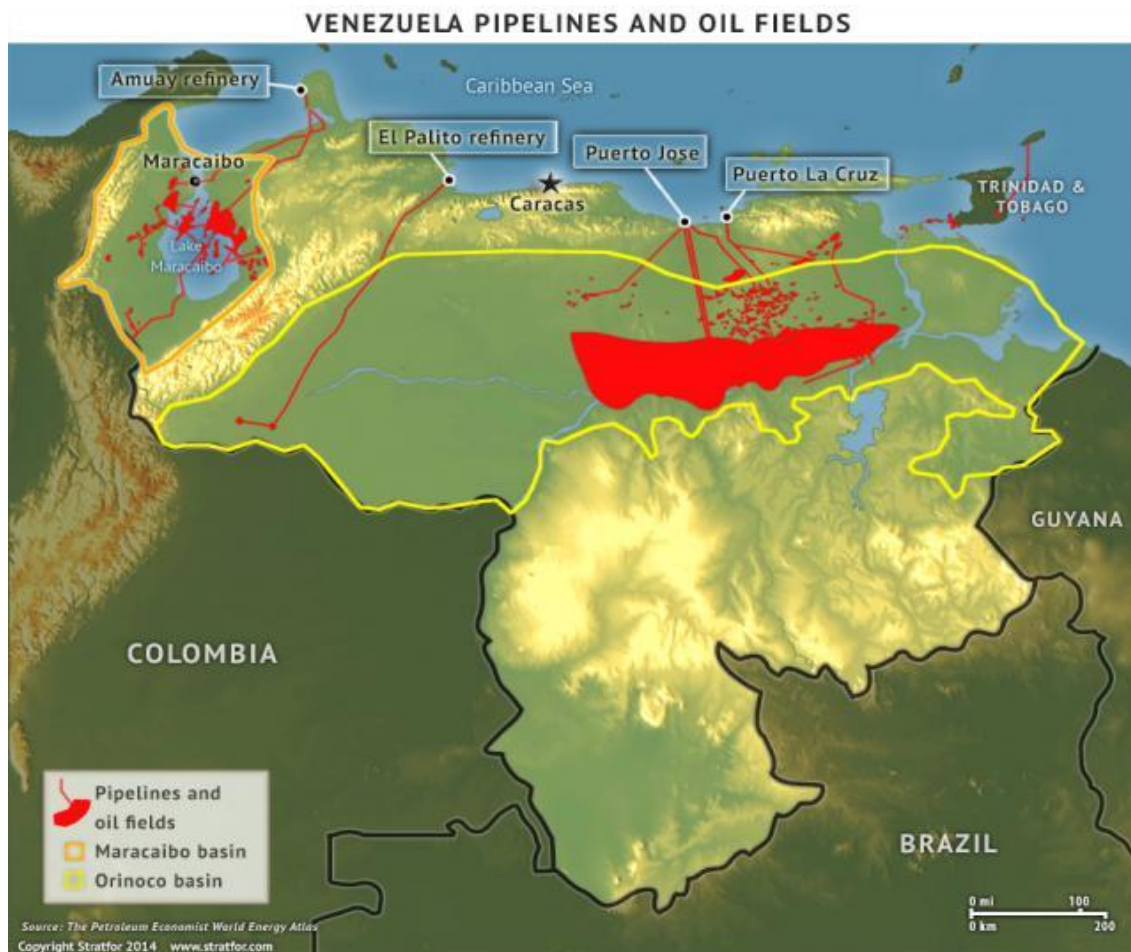 VENEZUELA PIPELINES AND OIL FIELDS
Amuay refinery
Caribbean Sea
El Palito refinery
Maracaibo
Puerto Jose
Puerto La Cruz
Caracas
TRINIDAD &
TOBAGO
Lake
Maracaibo
GUYANA
COLOMBIA
Pipelines and
oil fields
Maracaibo basin
Orinoco basin
BRAZIL
0 mi 100
0 km 200
Source: The Petroleum Economist World Energy Atlas
Copyright Stratfor 2014 www.stratfor.com